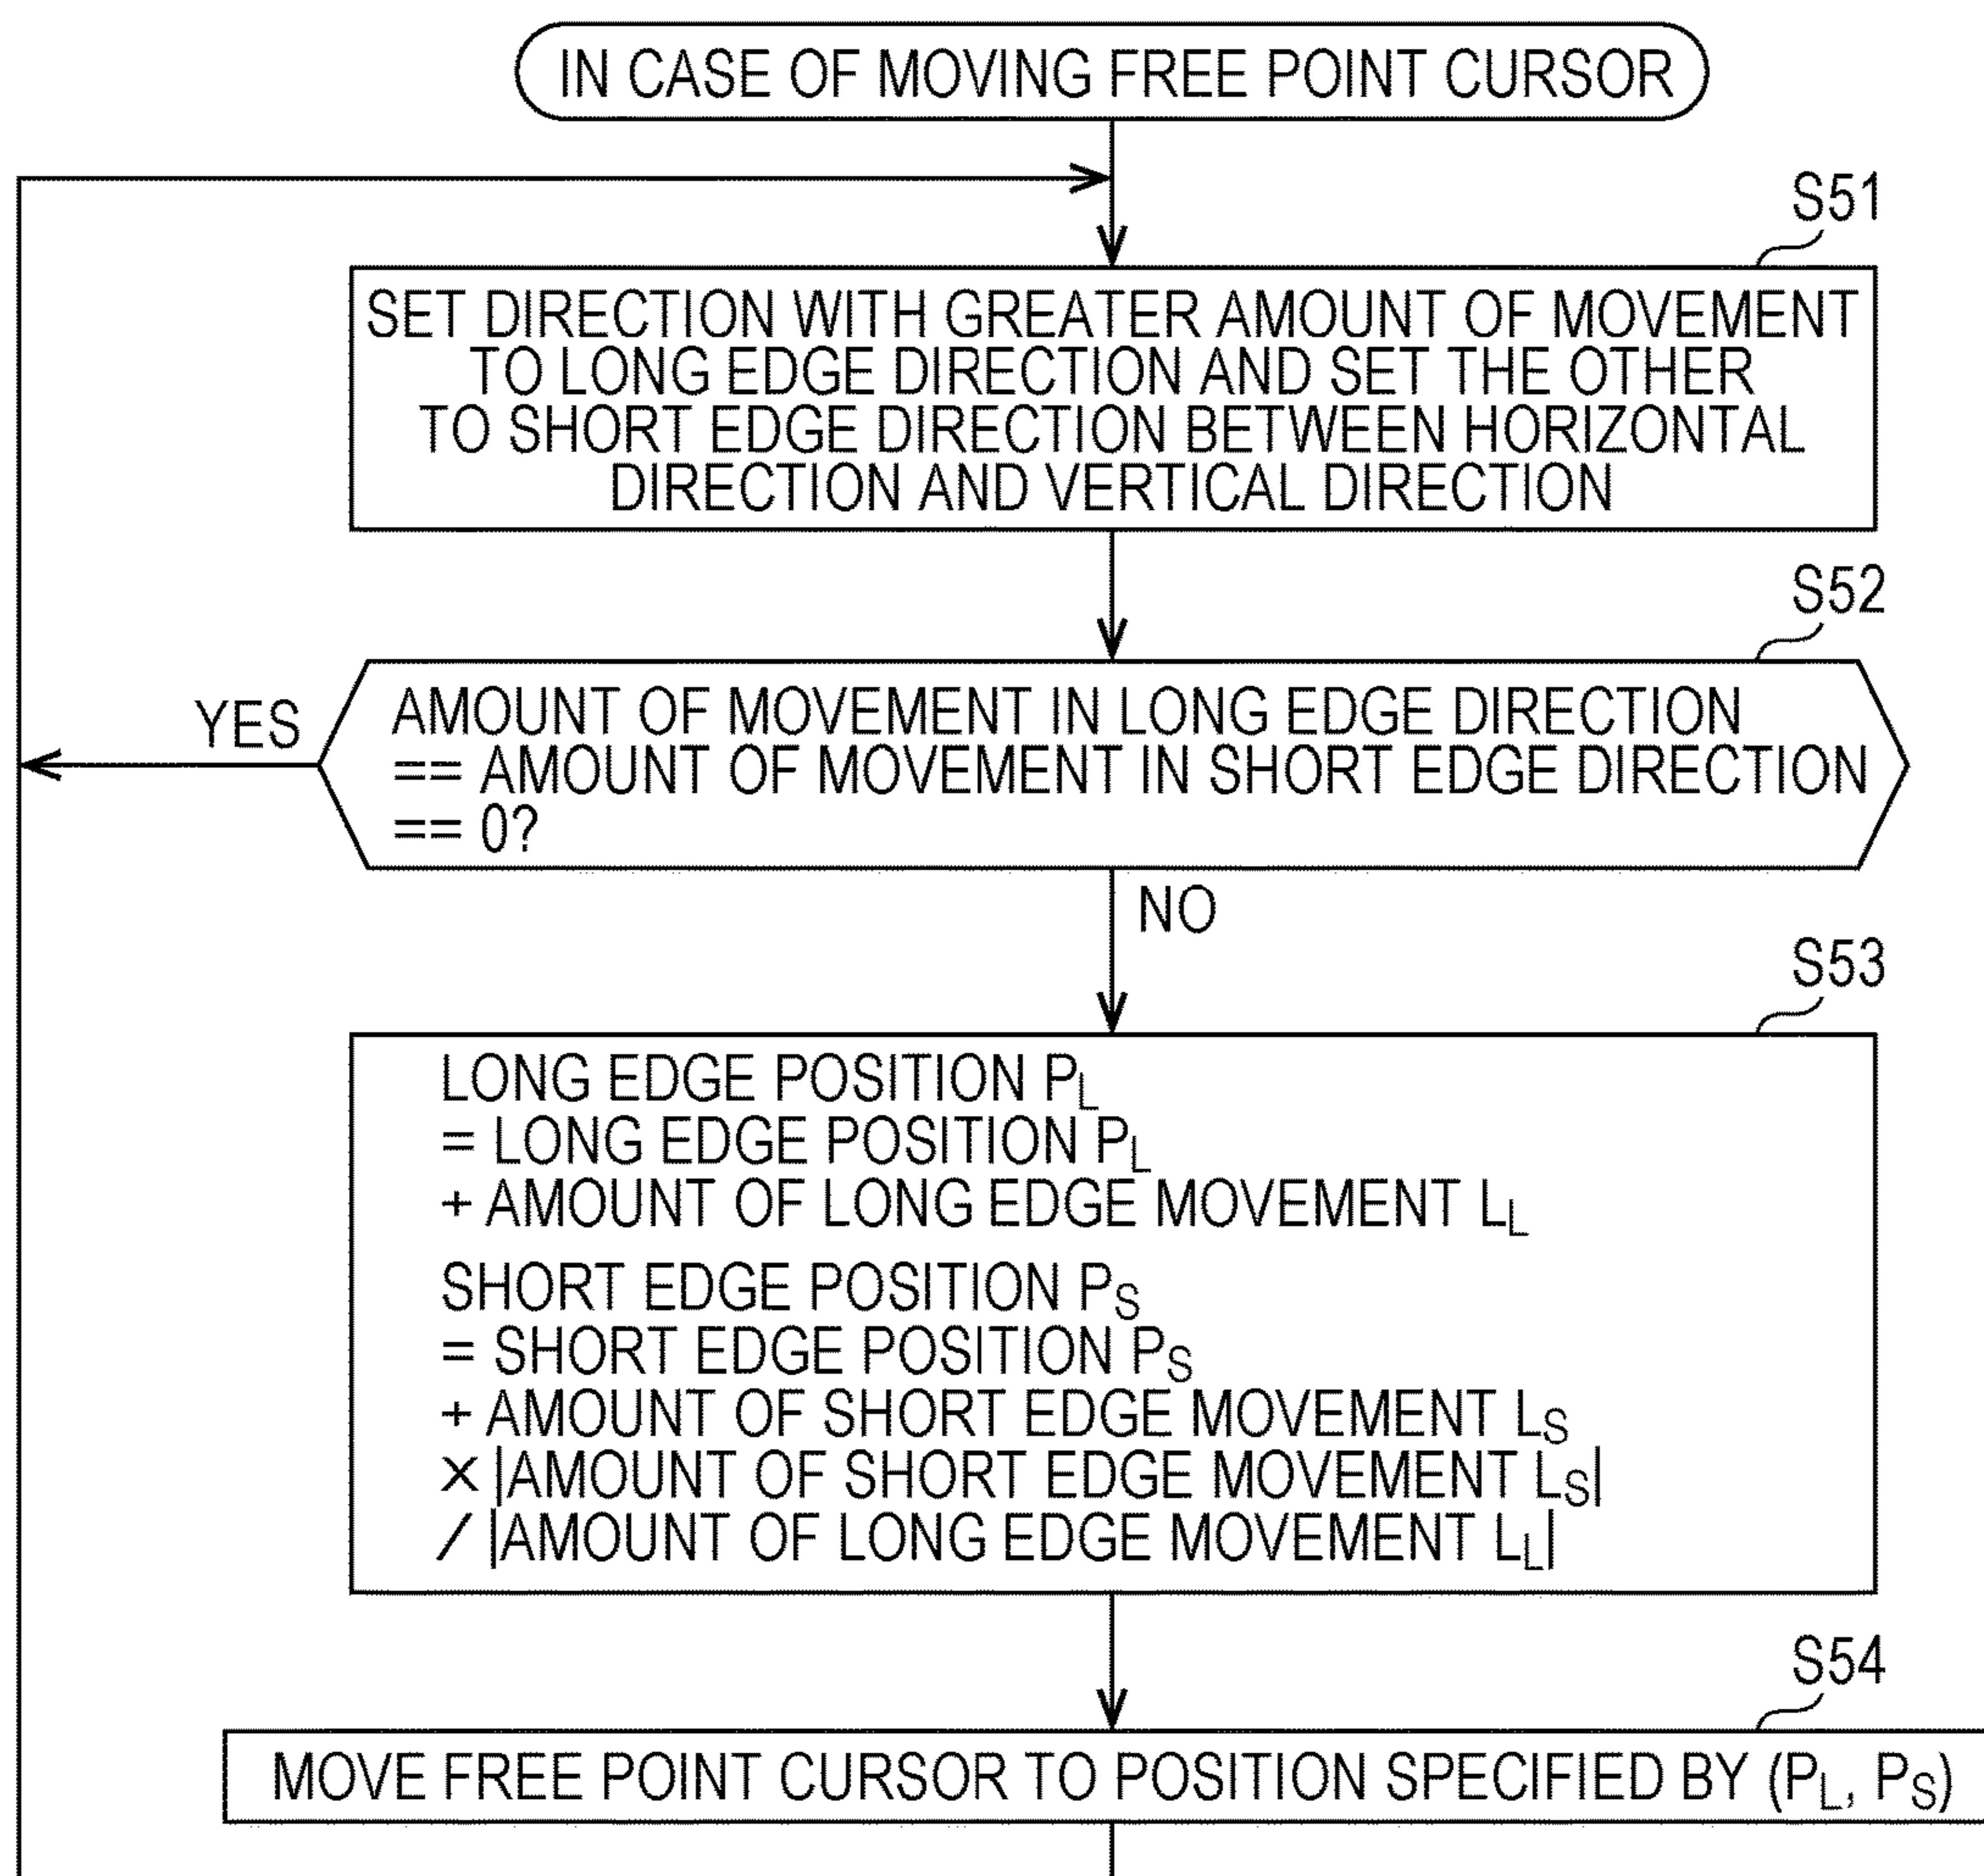 IN CASE OF MOVING FREE POINT CURSOR
S51
SET DIRECTION WITH GREATER AMOUNT OF MOVEMENT
TO LONG EDGE DIRECTION AND SET THE OTHER
TO SHORT EDGE DIRECTION BETWEEN HORIZONTAL
DIRECTION AND VERTICAL DIRECTION
S52
YES
AMOUNT OF MOVEMENT IN LONG EDGE DIRECTION
== AMOUNT OF MOVEMENT IN SHORT EDGE DIRECTION
== 0?
NO
S53
LONG EDGE POSITION PL
= LONG EDGE POSITION PL
+ AMOUNT OF LONG EDGE MOVEMENT LL
SHORT EDGE POSITION PS
= SHORT EDGE POSITION PS
+ AMOUNT OF SHORT EDGE MOVEMENT LS
× |AMOUNT OF SHORT EDGE MOVEMENT LS|
/ |AMOUNT OF LONG EDGE MOVEMENT LL|
S54
MOVE FREE POINT CURSOR TO POSITION SPECIFIED BY (PL, PS)